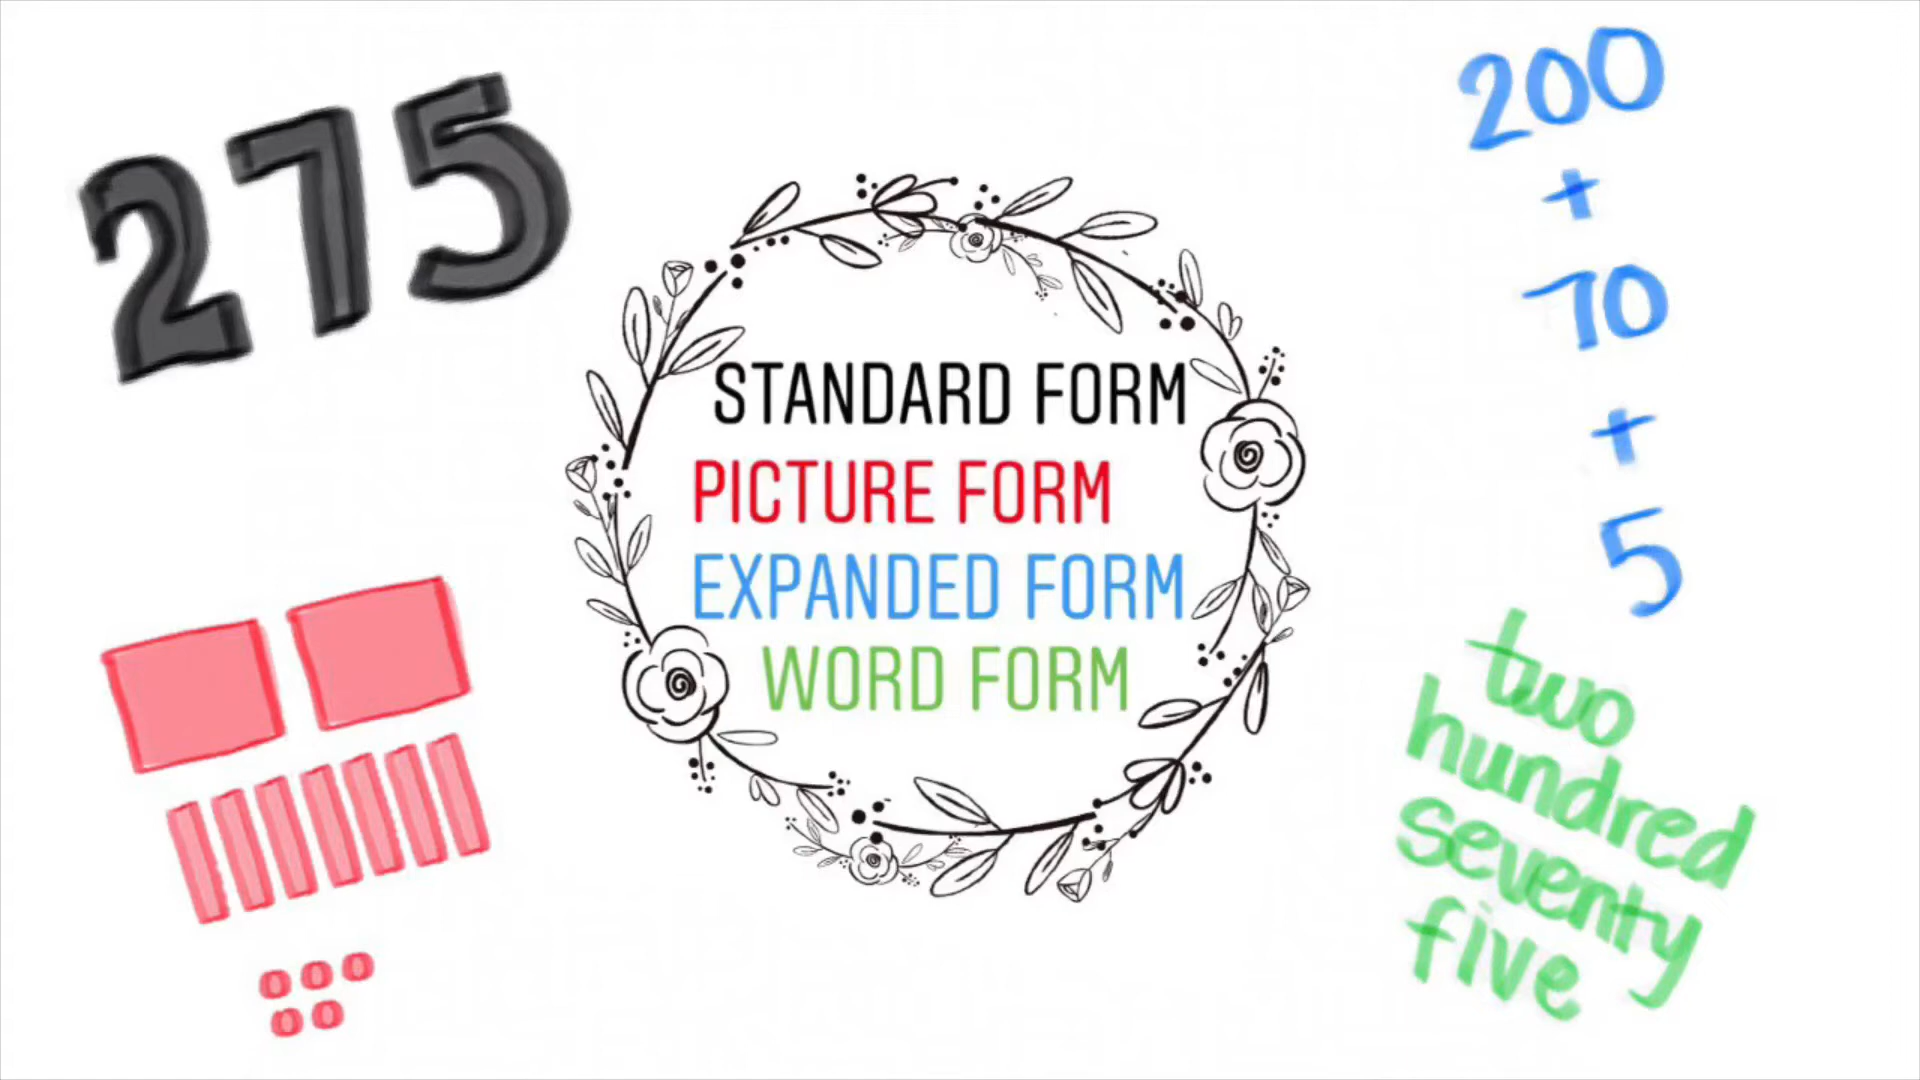 275
STANDARD FORM
PICTURE FORM
EXPANDED FORM
WORD FORM
200
+
70
+
5
two
hundred
seventy
five